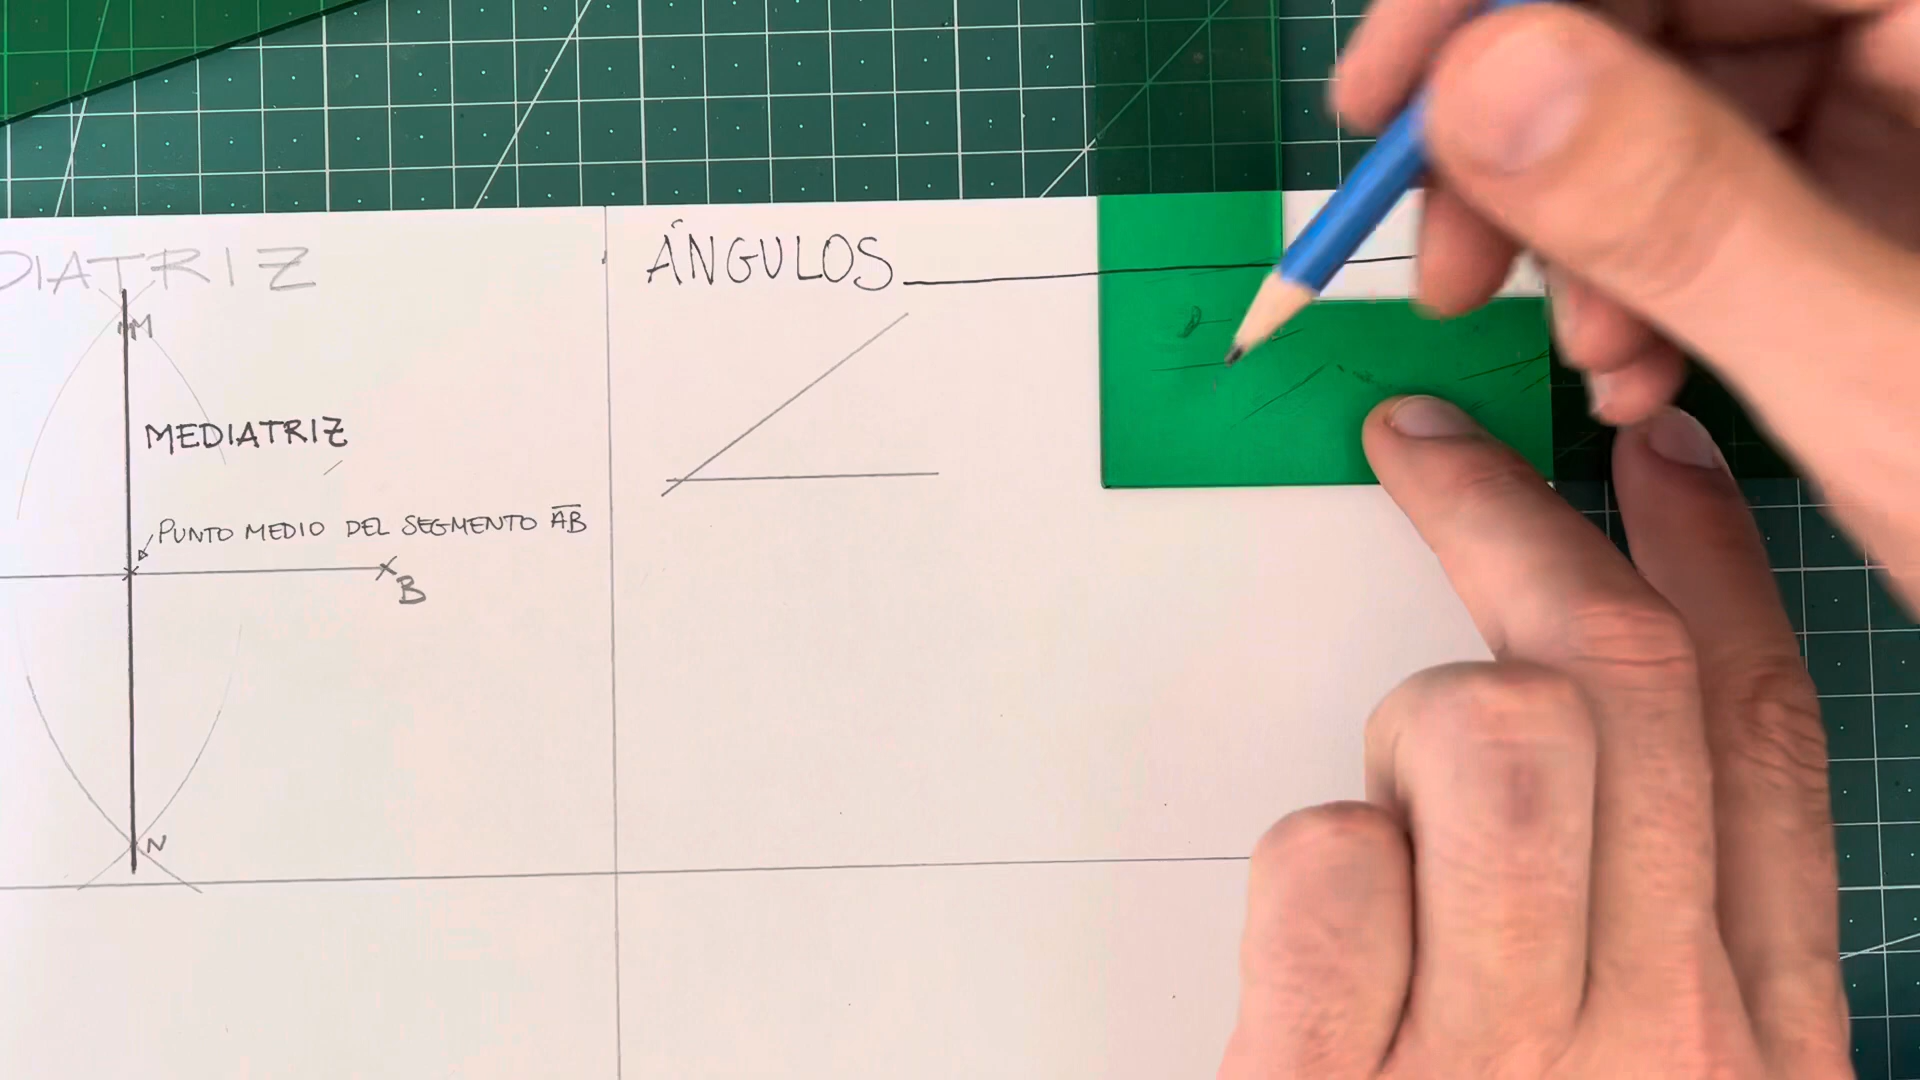 DIATRIZ
M
MEDIATRIZ
PUNTO MEDIO DEL SEGMENTO AB
B
N
ÁNGULOS